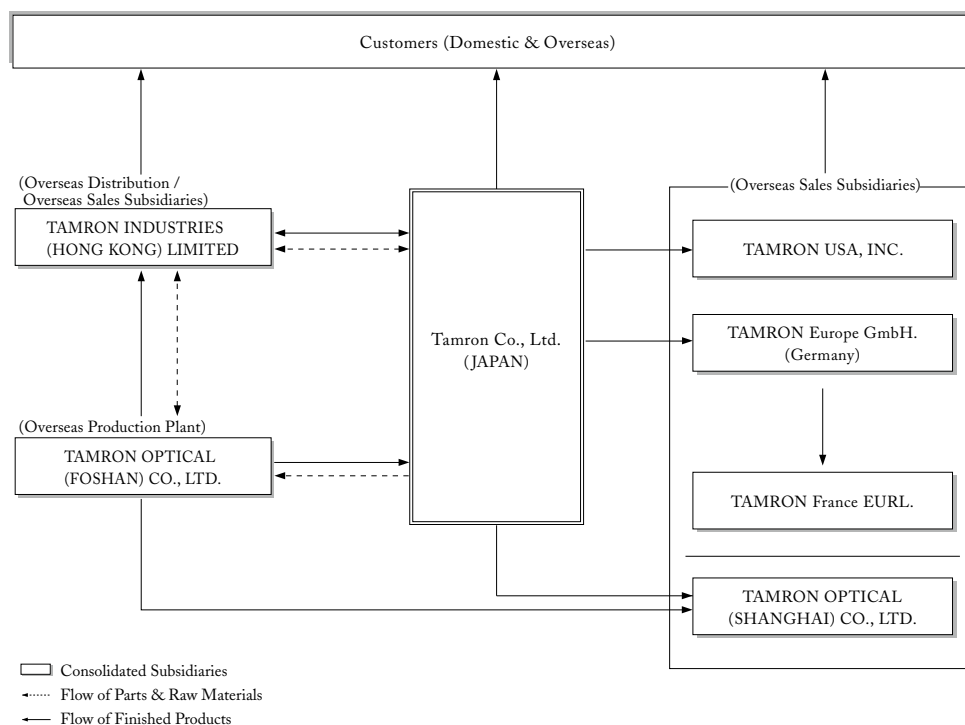 Customers (Domestic & Overseas)
(Overseas Distribution /
Overseas Sales Subsidiaries)
TAMRON INDUSTRIES
(HONG KONG) LIMITED
(Overseas Production Plant)
TAMRON OPTICAL
(FOSHAN) CO., LTD.
Tamron Co., Ltd.
(JAPAN)
(Overseas Sales Subsidiaries)
TAMRON USA, INC.
TAMRON Europe GmbH.
(Germany)
TAMRON France EURL.
TAMRON OPTICAL
(SHANGHAI) CO., LTD.
Consolidated Subsidiaries
Flow of Parts & Raw Materials
Flow of Finished Products